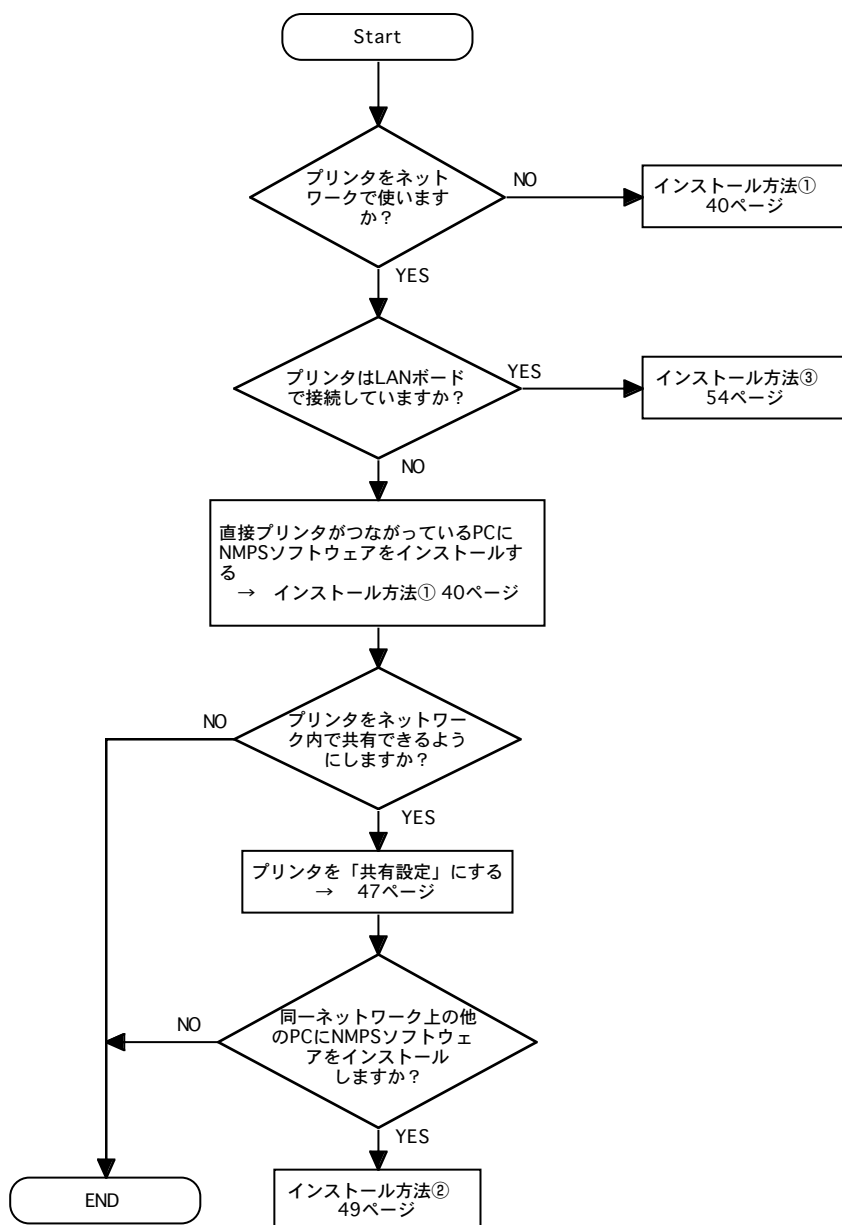 Start
プリンタをネット
ワークで使います
か？
NO
インストール方法①
40ページ
YES
プリンタはLANボード
で接続していますか？
YES
インストール方法③
54ページ
NO
直接プリンタがつながっているPCに
NMPSソフトウェアをインストールす
る
→ インストール方法① 40ページ
NO
プリンタをネットワー
ク内で共有できるよう
にしますか？
YES
プリンタを「共有設定」にする
→ 47ページ
NO
同一ネットワーク上の他
のPCにNMPSソフトウェ
アをインストール
しますか？
YES
END
インストール方法②
49ページ